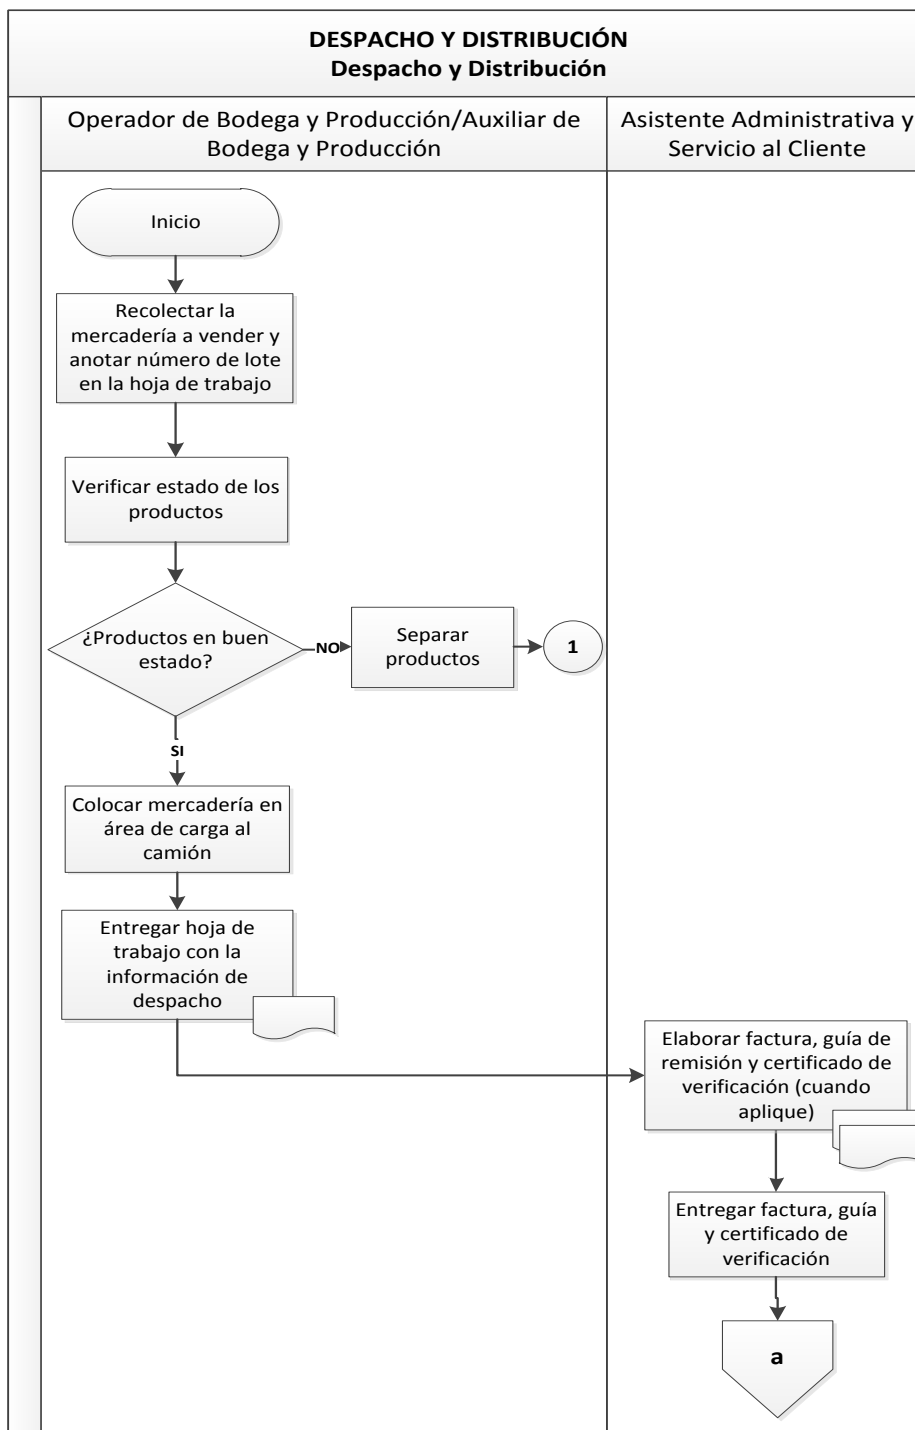 DESPACHO Y DISTRIBUCIÓN
Despacho y Distribución
Operador de Bodega y Producción/Auxiliar de
Bodega y Producción
Asistente Administrativa y
Servicio al Cliente
Inicio
Recolectar la
mercadería a vender y
anotar número de lote
en la hoja de trabajo
Verificar estado de los
productos
¿Productos en buen
estado?
NO
Separar
productos
1
SI
Colocar mercadería en
área de carga al
camión
Entregar hoja de
trabajo con la
información de
despacho
Elaborar factura, guía de
remisión y certificado de
verificación (cuando
aplique)
Entregar factura, guía
y certificado de
verificación
a